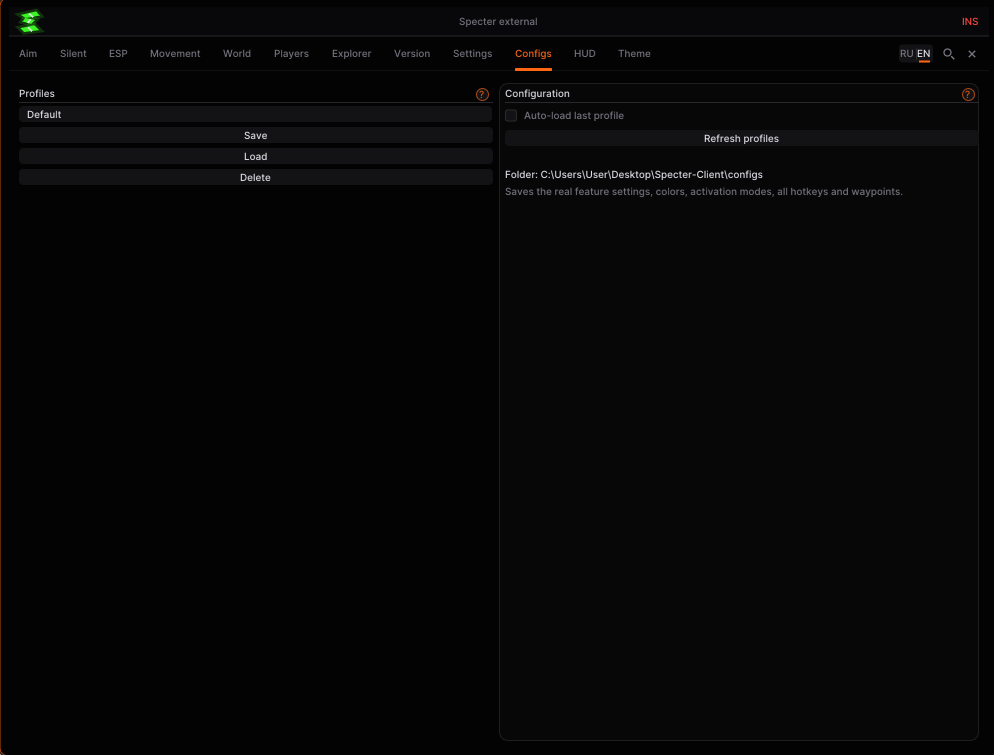 Specter external
INS
Aim Silent ESP Movement World Players Explorer Version Settings Configs HUD Theme RU EN
Profiles
?
Default
Save
Load
Delete
Configuration
?
Auto-load last profile
Refresh profiles
Folder: C:\Users\User\Desktop\Specter-Client\configs
Saves the real feature settings, colors, activation modes, all hotkeys and waypoints.